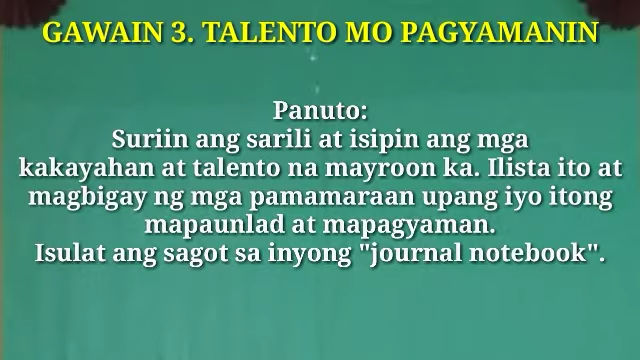 GAWAIN 3. TALENTO MO PAGYAMANIN
Panuto:
Suriin ang sarili at isipin ang mga
kakayahan at talento na mayroon ka. Ilista ito at
magbigay ng mga pamamaraan upang iyo itong
mapaunlad at mapagyaman.
Isulat ang sagot sa inyong "journal notebook".